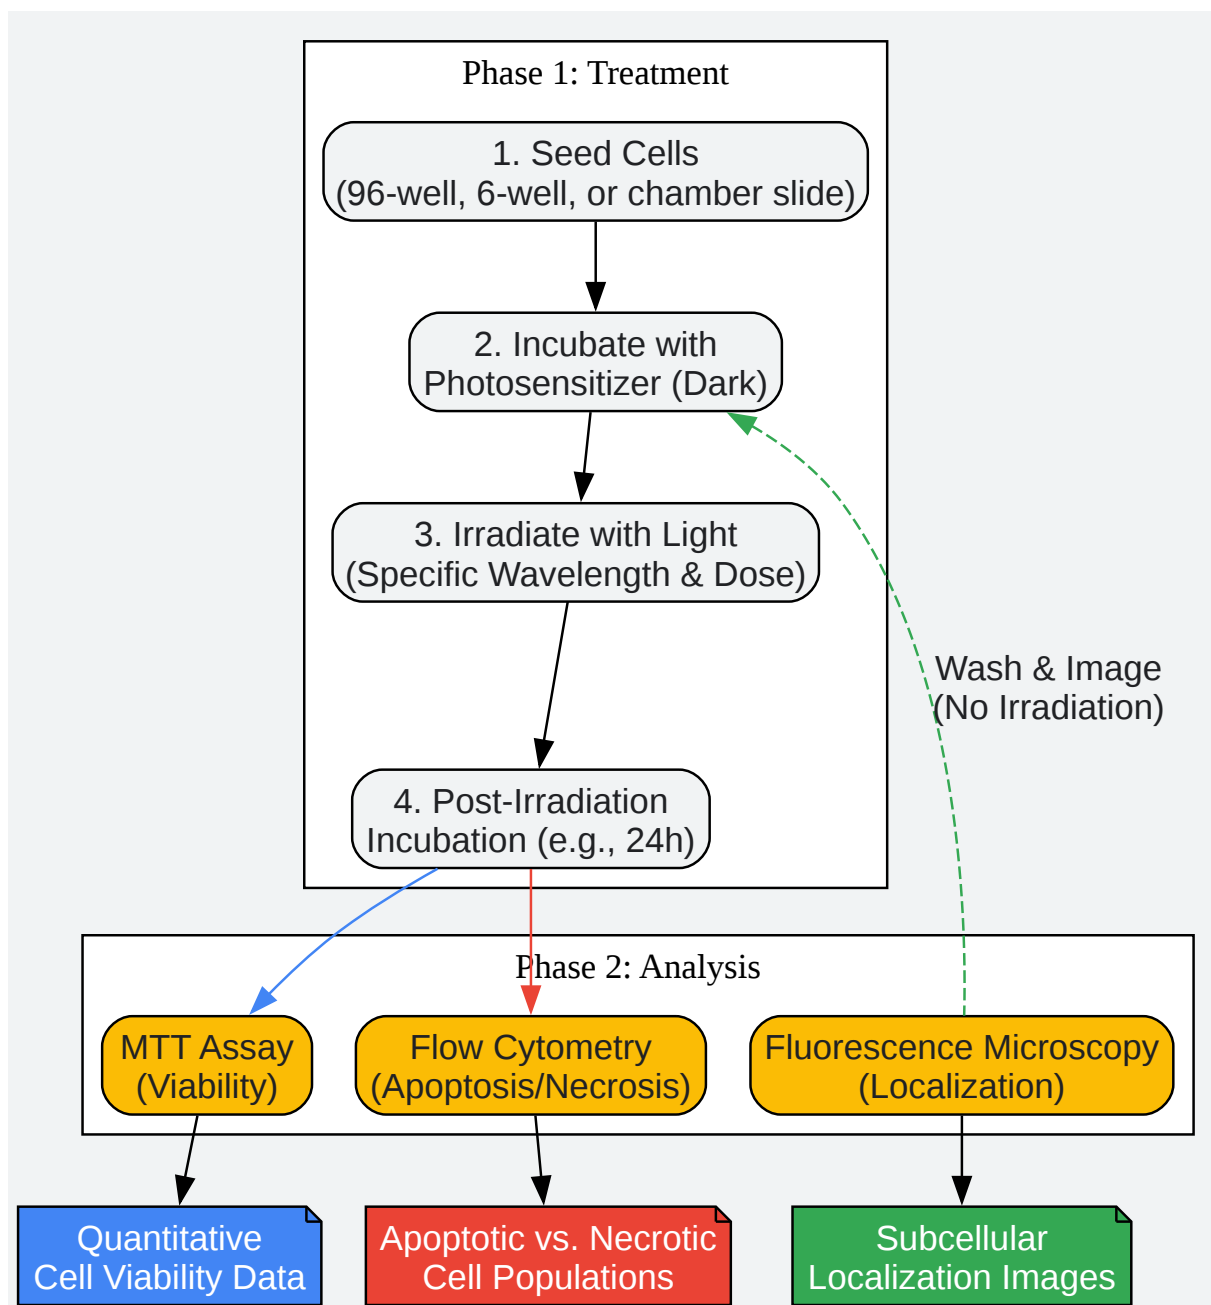 Phase 1: Treatment
1. Seed Cells
(96-well, 6-well, or chamber slide)
2. Incubate with
Photosensitizer (Dark)
3. Irradiate with Light
(Specific Wavelength & Dose)
Wash & Image
(No Irradiation)
4. Post-Irradiation
Incubation (e.g., 24h)
Phase 2: Analysis
MTT Assay
(Viability)
Flow Cytometry
(Apoptosis/Necrosis)
Fluorescence Microscopy
(Localization)
Quantitative
Cell Viability Data
Apoptotic vs. Necrotic
Cell Populations
Subcellular
Localization Images